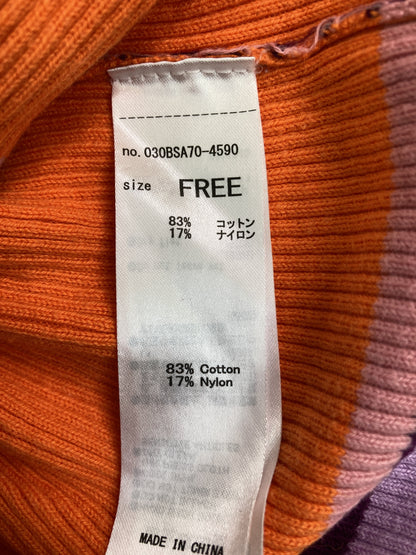 no. 030BSA70-4590
size FREE
83% コットン
17% ナイロン
83% Cotton
17% Nylon
MADE IN CHINA